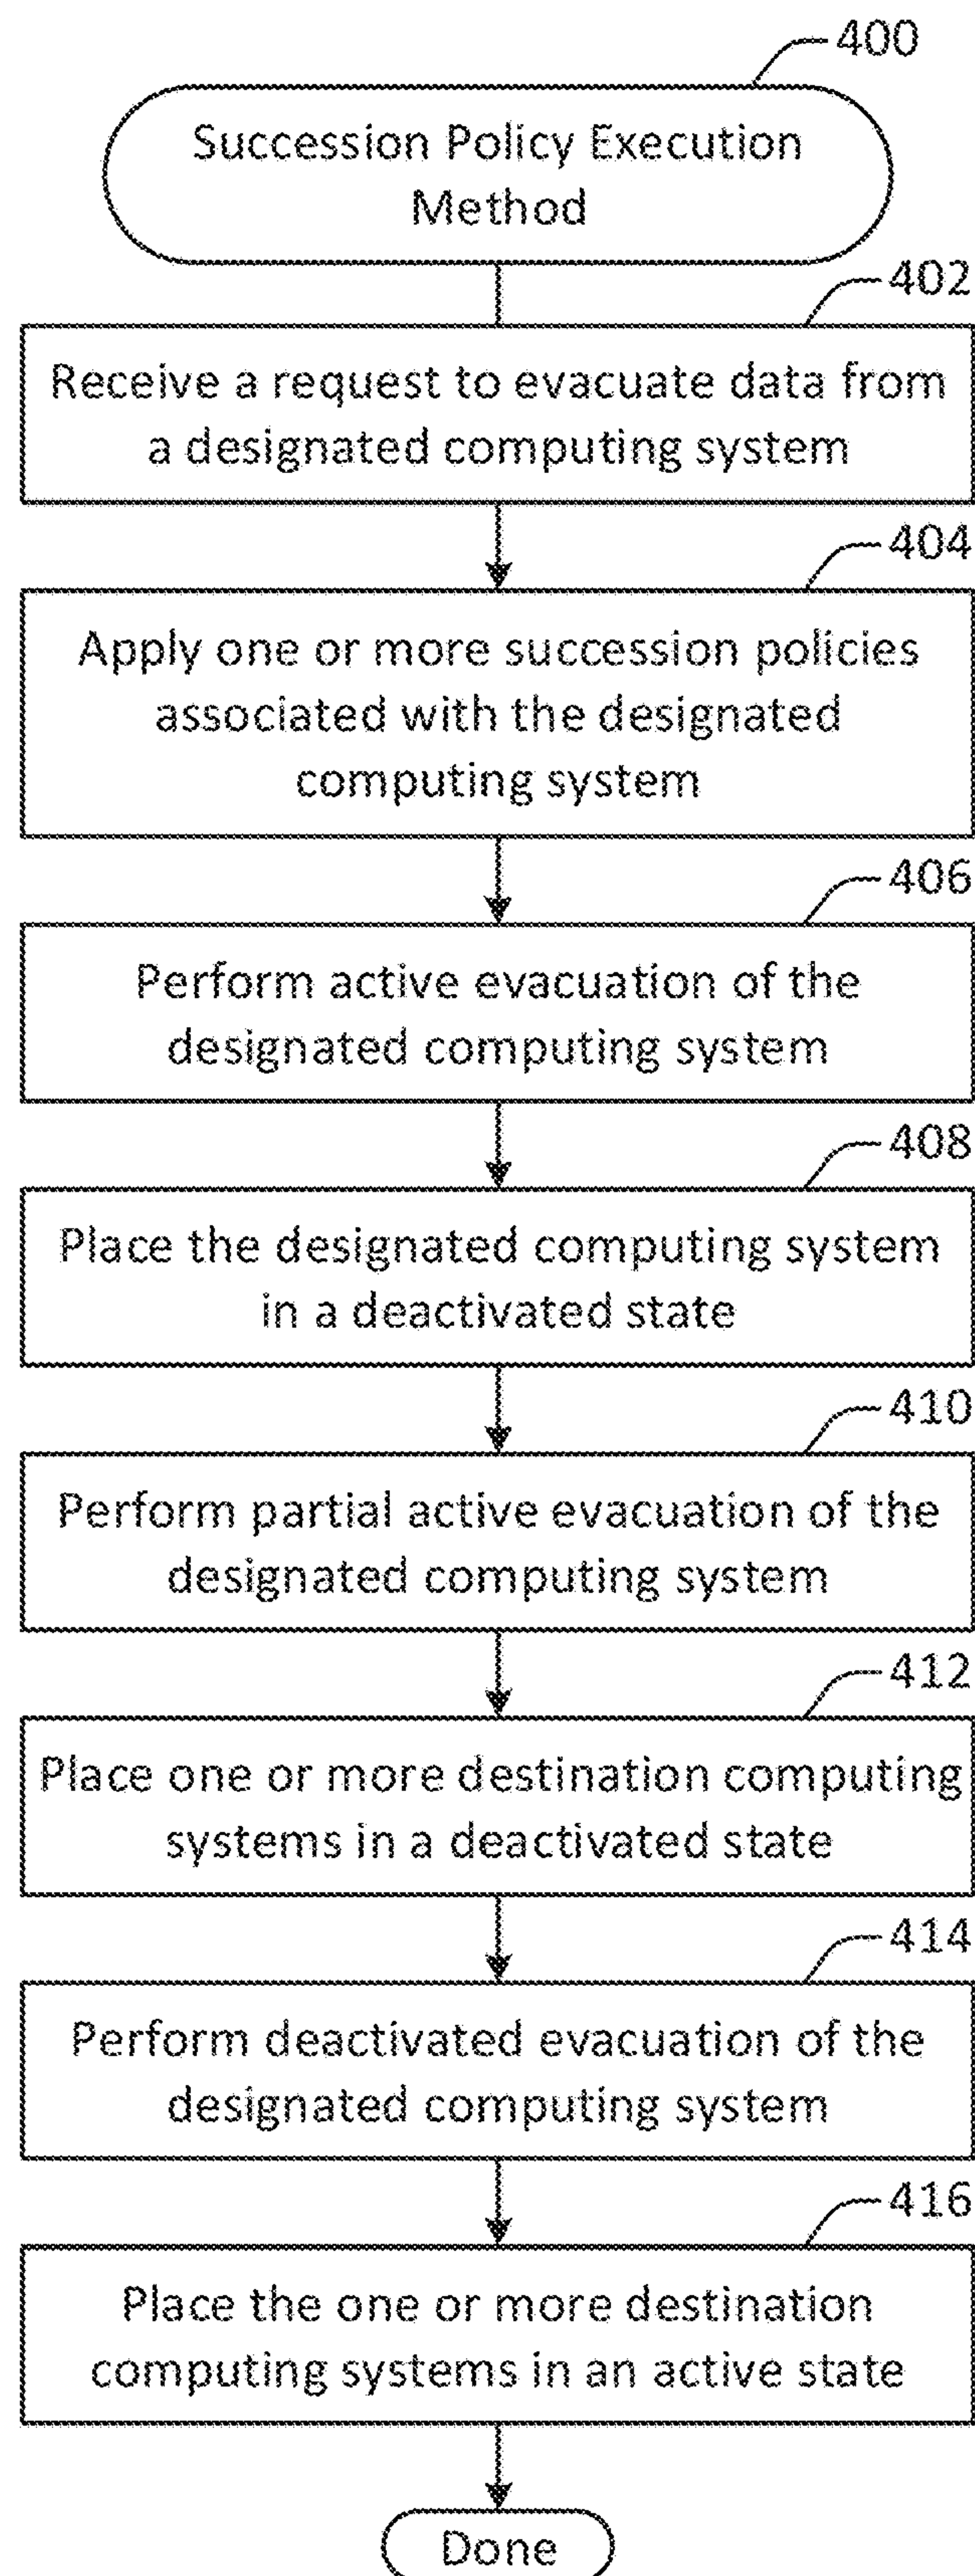 400
Succession Policy Execution
Method
402
Receive a request to evacuate data from
a designated computing system
404
Apply one or more succession policies
associated with the designated
computing system
406
Perform active evacuation of the
designated computing system
408
Place the designated computing system
in a deactivated state
410
Perform partial active evacuation of the
designated computing system
412
Place one or more destination computing
systems in a deactivated state
414
Perform deactivated evacuation of the
designated computing system
416
Place the one or more destination
computing systems in an active state
Done